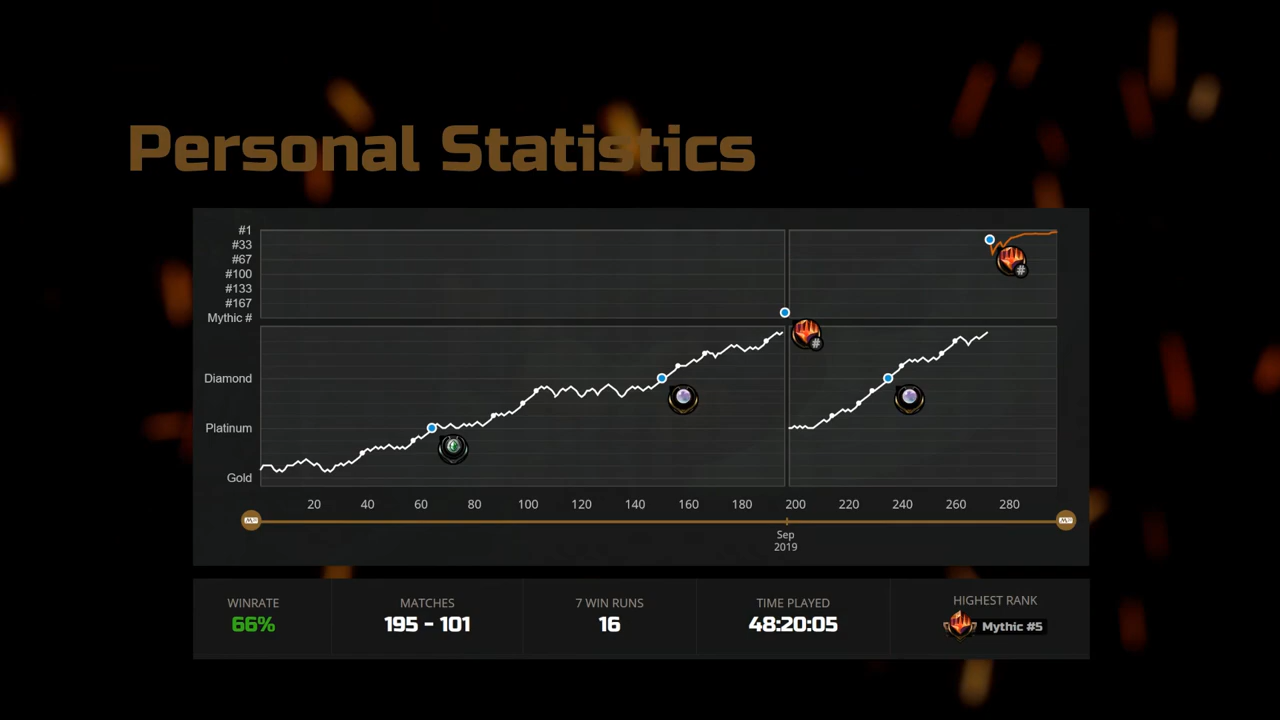 Personal Statistics
#1
#33
#67
#100
#133
#167
Mythic #
Diamond
Platinum
Gold
20 40 60 80 100 120 140 160 180 200 220 240 260 280
Sep
2019
WINRATE MATCHES 7 WIN RUNS TIME PLAYED HIGHEST RANK
66% 195 - 101 16 48:20:05 Mythic #5